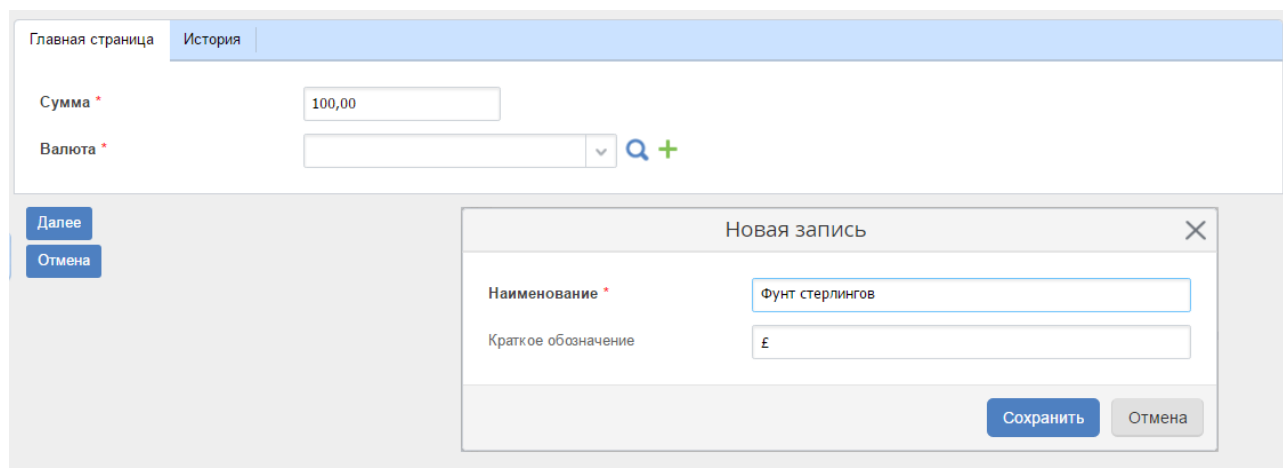 Главная страница История
Сумма * 100,00
Валюта *
Далее
Отмена
Новая запись
Наименование * Фунт стерлингов
Краткое обозначение £
Сохранить Отмена